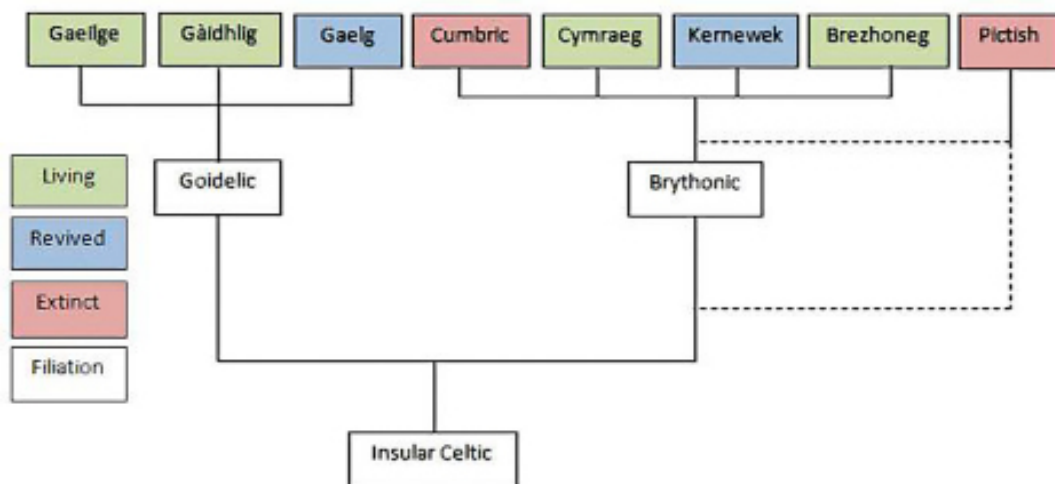 Gaeilge
Gàidhlig
Gaelg
Cumbric
Cymraeg
Kernewek
Brezhoneg
Pictish
Living
Goidelic
Brythonic
Revived
Extinct
Filiation
Insular Celtic